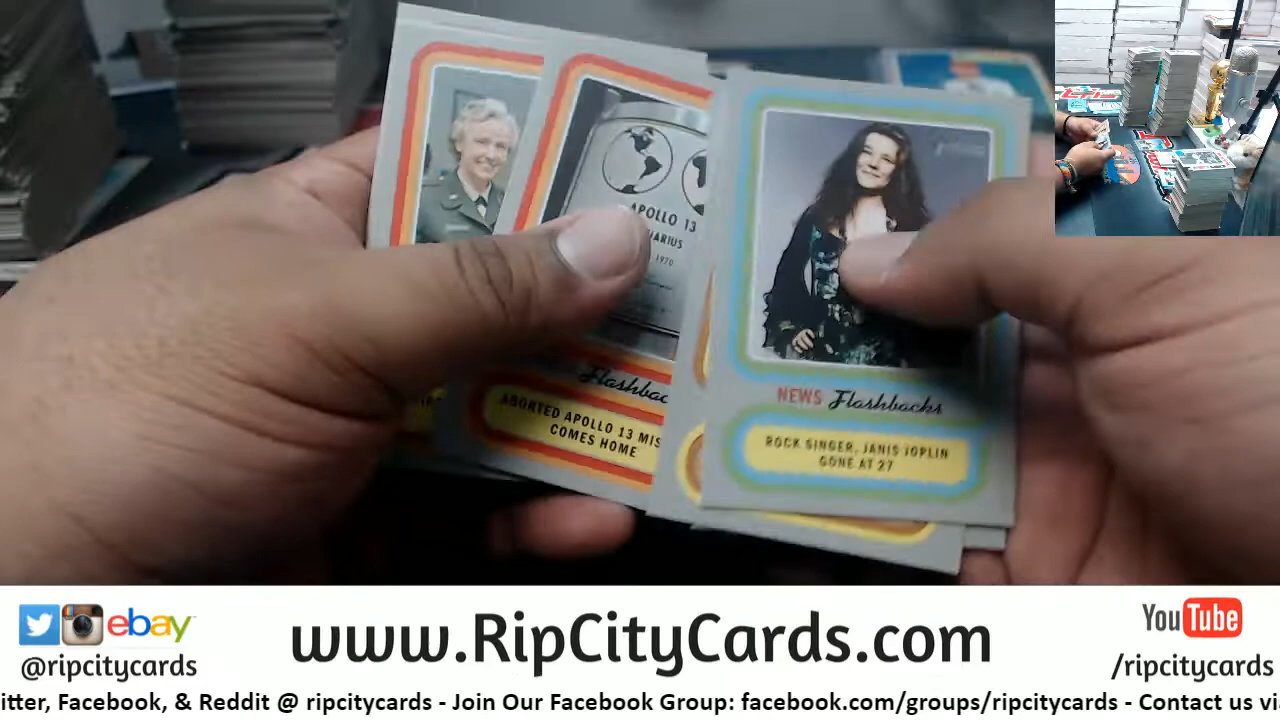 APOLLO 13
1970
Flashbac
ABORTED APOLLO 13 MIS
COMES HOME
NEWS Flashbacks
ROCK SINGER, JANIS JOPLIN
GONE AT 27
ebay
@ripcitycards
www.RipCityCards.com
YouTube
/ripcitycards
itter, Facebook, & Reddit @ ripcitycards - Join Our Facebook Group: facebook.com/groups/ripcitycards - Contact us vi